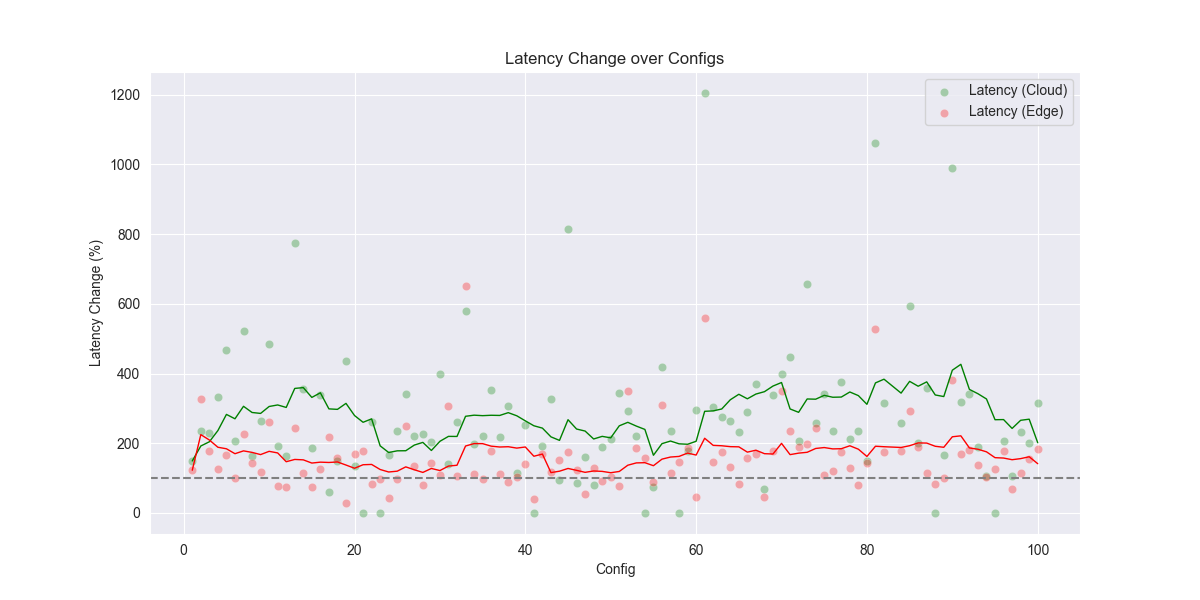 Latency Change over Configs
Latency (Cloud)
Latency (Edge)
Latency Change (%)
1200
1000
800
600
400
200
0
0 20 40 60 80 100
Config